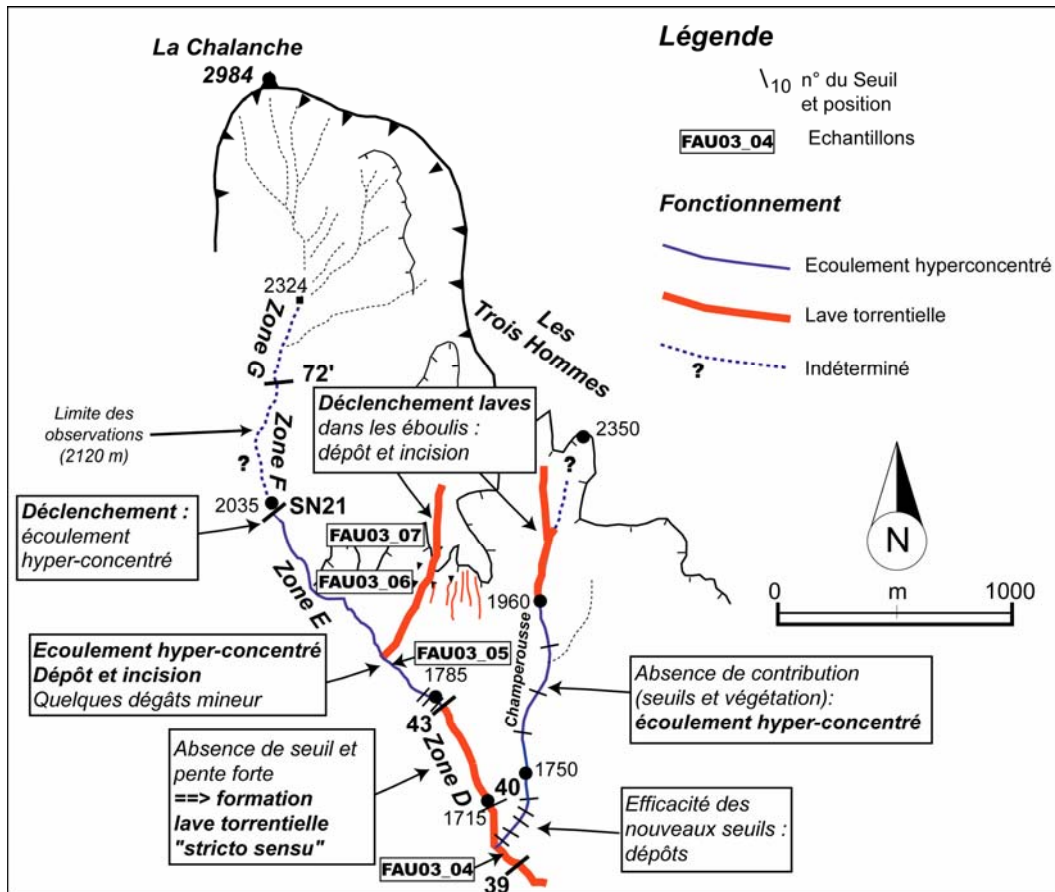 La Chalanche
2984
Légende
10
n° du Seuil
et position
FAU03_04
Echantillons
Fonctionnement
Ecoulement hyperconcentré
Lave torrentielle
?
Indéterminé
2324
Zone G
72'
Les
Trois Hommes
Limite des
observations
(2120 m)
?
Zone F
Déclenchement laves
dans les éboulis :
dépôt et incision
2350
?
2035
SN21
Déclenchement :
écoulement
hyper-concentré
FAU03_07
FAU03_06
Zone E
1960
N
0
m
1000
Ecoulement hyper-concentré
Dépôt et incision
Quelques dégâts mineur
FAU03_05
1785
43
Champerousse
Absence de contribution
(seuils et végétation):
écoulement hyper-concentré
Absence de seuil et
pente forte
==> formation
lave torrentielle
"stricto sensu"
Zone D
40
1715
1750
Efficacité des
nouveaux seuils :
dépôts
FAU03_04
39